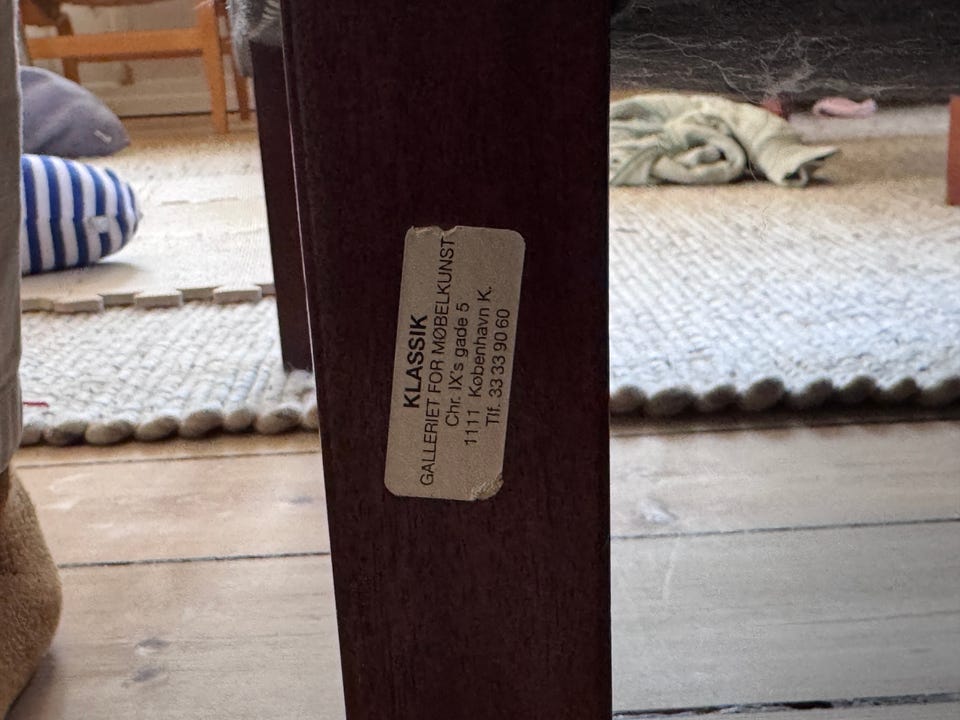 KLASSIK
GALLERIET FOR MØBELKUNST
Chr. IX's gade 5
1111 København K.
Tlf. 33 33 90 60